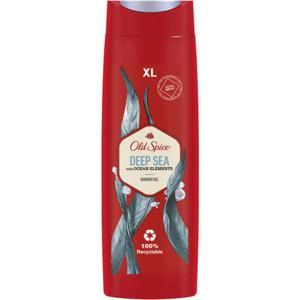 XL
Old Spice
DEEP SEA
WITH OCEAN ELEMENTS
SHOWER GEL
100%
Recyclable